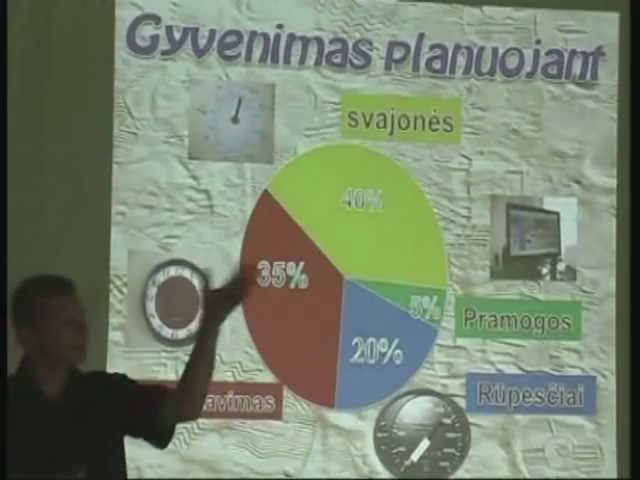 Gyvenimas planuojant
svajonės
40%
35%
5%
Pramogos
20%
Rūpesčiai